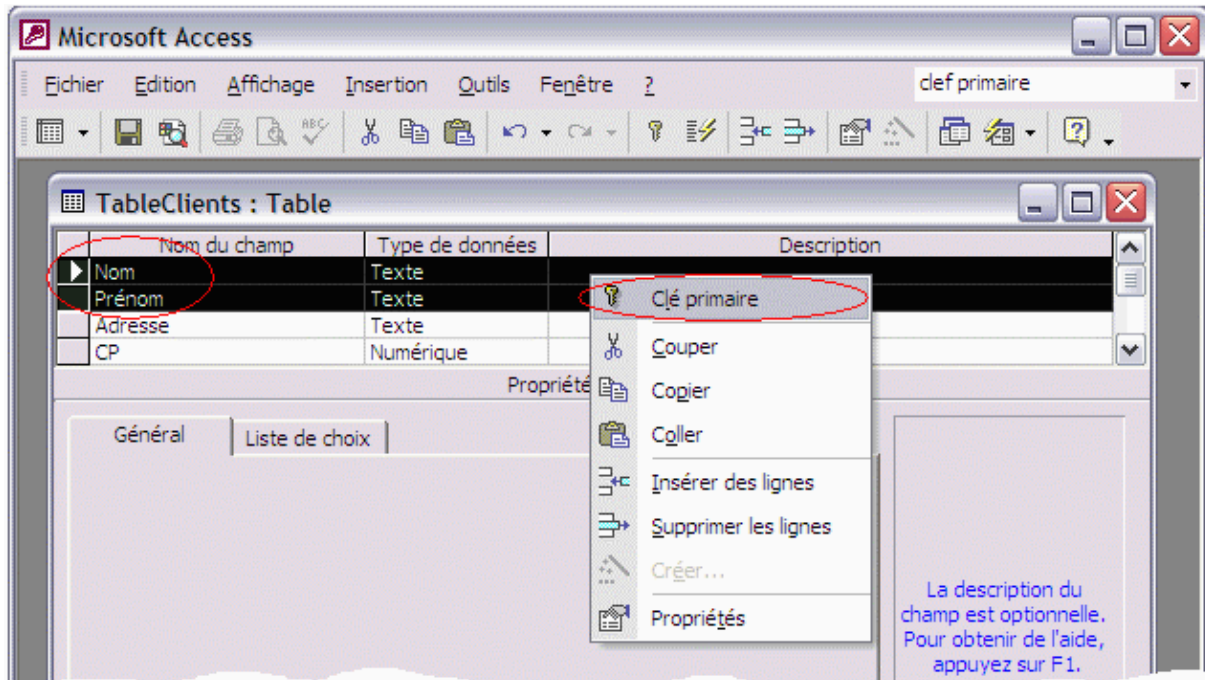 Microsoft Access
Fichier Edition Affichage Insertion Outils Fenêtre ? clef primaire
ABC
TableClients : Table
Nom du champ Type de données Description
Nom Texte
Prénom Texte
Adresse Texte
CP Numérique
Propriété
Clé primaire
Couper
Copier
Coller
Insérer des lignes
Supprimer les lignes
Créer...
Propriétés
Général Liste de choix
La description du
champ est optionnelle.
Pour obtenir de l'aide,
appuyez sur F1.